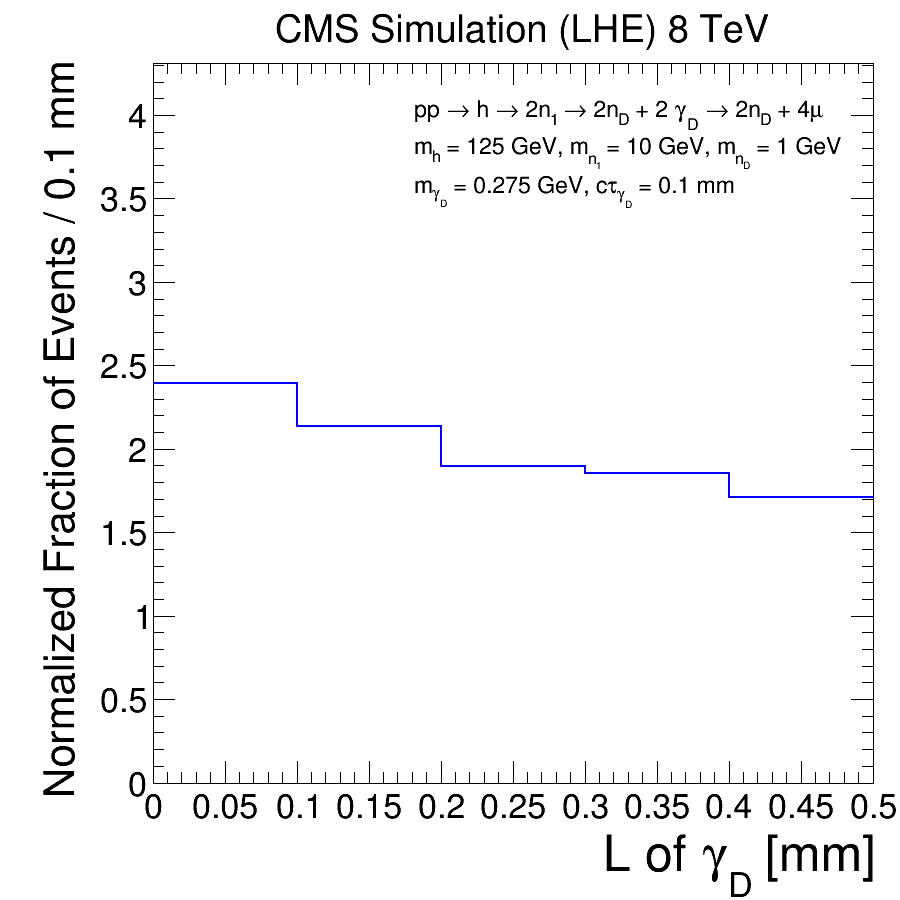 CMS Simulation (LHE) 8 TeV
Normalized Fraction of Events / 0.1 mm
4
3.5
3
2.5
2
1.5
1
0.5
0
pp → h → 2n₁ → 2n_D + 2 γ_D → 2n_D + 4μ
m_h = 125 GeV, m_n₁ = 10 GeV, m_n_D = 1 GeV
m_γ_D = 0.275 GeV, cτ_γ_D = 0.1 mm
0 0.05 0.1 0.15 0.2 0.25 0.3 0.35 0.4 0.45 0.5
L of γ_D [mm]